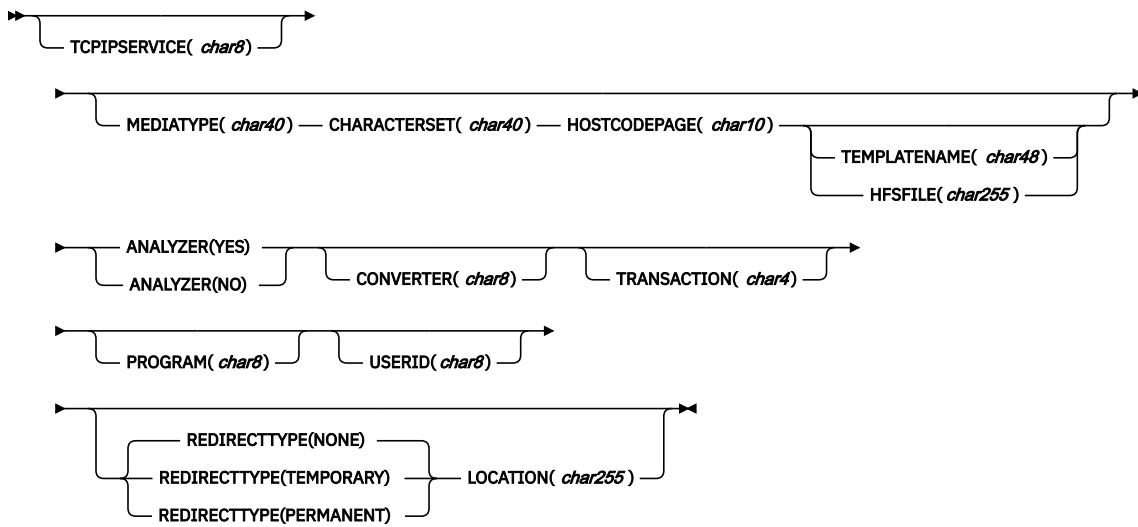 TCPIPSERVICE( char8)
MEDIATYPE( char40) CHARACTERSET( char40) HOSTCODEPAGE( char10)
TEMPLATENAME( char48)
HFSFILE( char255 )
ANALYZER(YES)
ANALYZER(NO)
CONVERTER( char8) TRANSACTION( char4)
PROGRAM( char8) USERID( char8)
REDIRECTTYPE(NONE)
REDIRECTTYPE(TEMPORARY) LOCATION( char255 )
REDIRECTTYPE(PERMANENT)